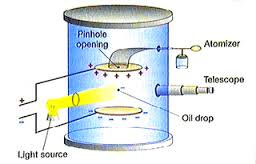 Pinhole
opening
Atomizer
Telescope
Oil drop
Light source